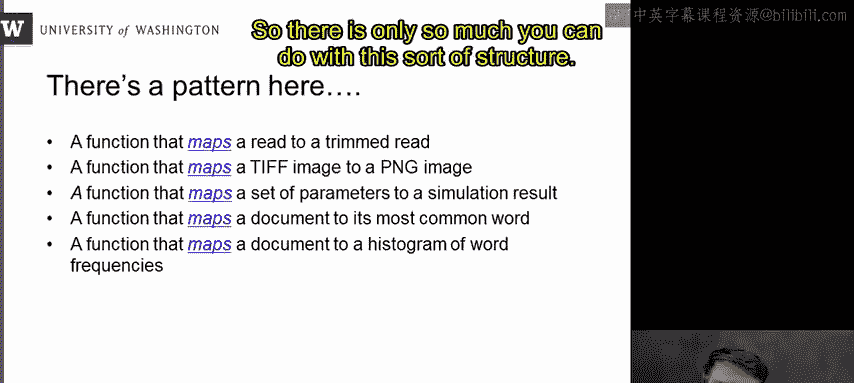 W UNIVERSITY of WASHINGTON
So there is only so much you can
do with this sort of structure.
中英字幕课程资源@bilibili.com
There's a pattern here….
• A function that maps a read to a trimmed read
• A function that maps a TIFF image to a PNG image
• A function that maps a set of parameters to a simulation result
• A function that maps a document to its most common word
• A function that maps a document to a histogram of word
frequencies